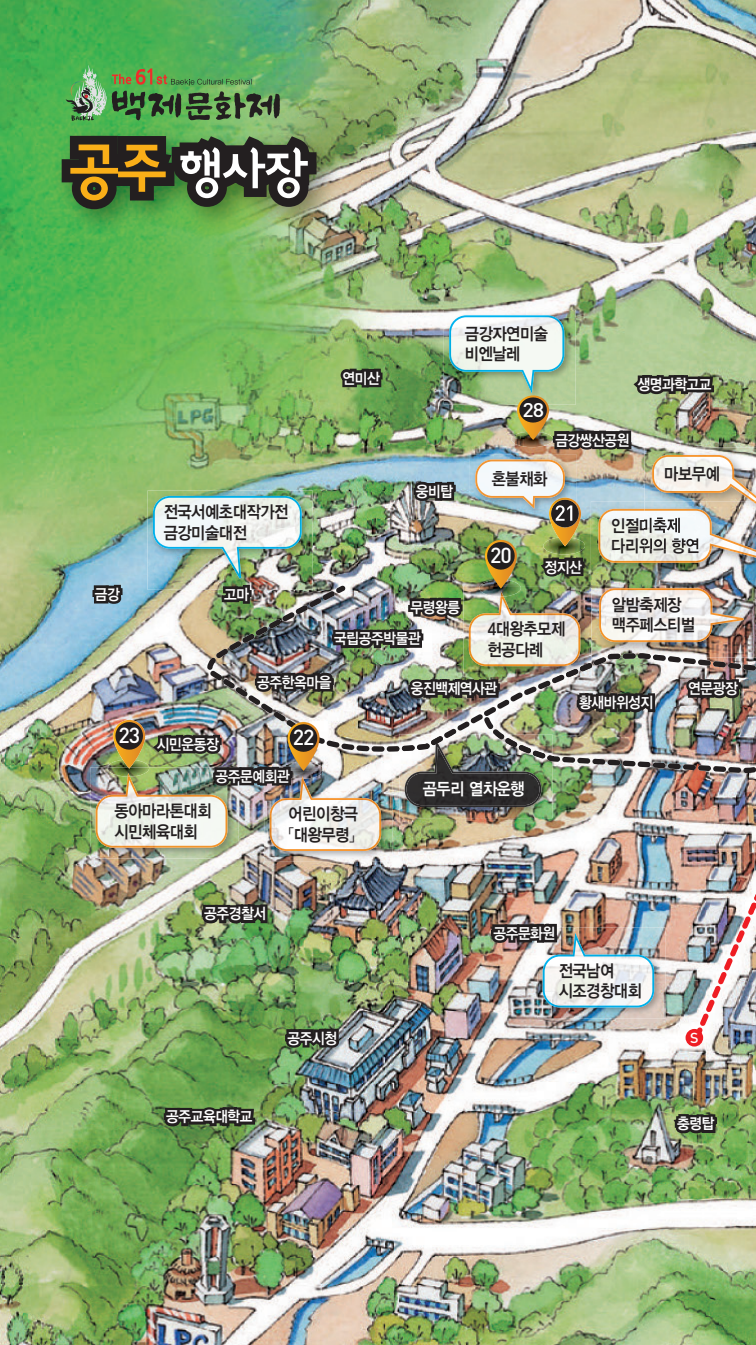 The 61st Baekje Cultural Festival
백제문화제
BAEKJE
공주 행사장
금강자연미술
비엔날레
연미산
생명과학고교
LPG
28
금강쌍신공원
혼불채화
마보무예
웅비탑
전국서예초대작가전
금강미술대전
21
인절미축제
다리위의 향연
20
정지산
고마
금강
무령왕릉
알밤축제장
맥주페스티벌
국립공주박물관
4대왕추모제
헌공다례
공주한옥마을
웅진백제역사관
황새바위성지
연문광장
23
시민운동장
22
공주문예회관
곰두리 열차운행
동아마라톤대회
시민체육대회
어린이창극
「대왕무령」
공주경찰서
공주문화원
전국남여
시조경창대회
공주시청
S
공주교육대학교
충령탑
LPG